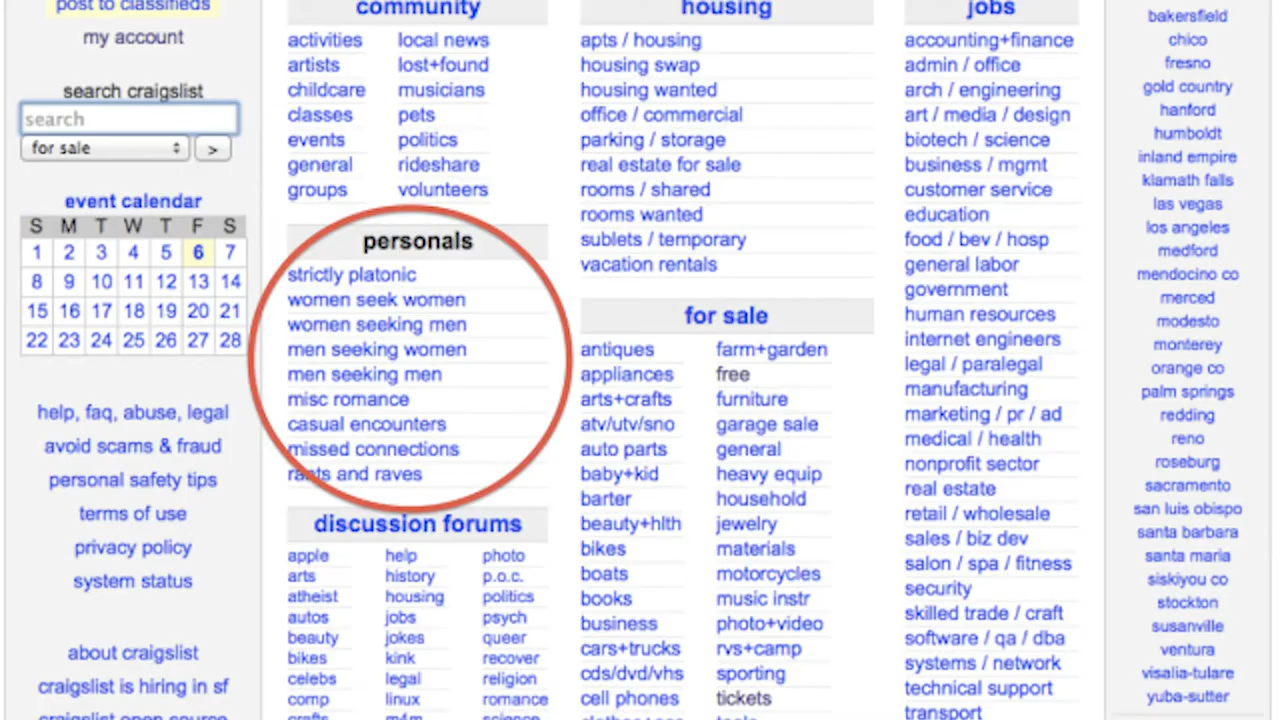 post to classifieds
my account
search craigslist
search
for sale
>
event calendar
S M T W T F S
1 2 3 4 5 6 7
8 9 10 11 12 13 14
15 16 17 18 19 20 21
22 23 24 25 26 27 28
help, faq, abuse, legal
avoid scams & fraud
personal safety tips
terms of use
privacy policy
system status
about craigslist
craigslist is hiring in sf
craigslist open source
community
activities local news
artists lost+found
childcare musicians
classes pets
events politics
general rideshare
groups volunteers
personals
strictly platonic
women seek women
women seeking men
men seeking women
men seeking men
misc romance
casual encounters
missed connections
rants and raves
discussion forums
apple help photo
arts history p.o.c.
atheist housing politics
autos jobs psych
beauty jokes queer
bikes kink recover
celebs legal religion
comp linux romance
crafts m4m science
housing
apts / housing
housing swap
housing wanted
office / commercial
parking / storage
real estate for sale
rooms / shared
rooms wanted
sublets / temporary
vacation rentals
for sale
antiques farm+garden
appliances free
arts+crafts furniture
atv/utv/sno garage sale
auto parts general
baby+kid heavy equip
barter household
beauty+hlth jewelry
bikes materials
boats motorcycles
books music instr
business photo+video
cars+trucks rvs+camp
cds/dvd/vhs sporting
cell phones tickets
clothes+acc tools
jobs
accounting+finance
admin / office
arch / engineering
art / media / design
biotech / science
business / mgmt
customer service
education
food / bev / hosp
general labor
government
human resources
internet engineers
legal / paralegal
manufacturing
marketing / pr / ad
medical / health
nonprofit sector
real estate
retail / wholesale
sales / biz dev
salon / spa / fitness
security
skilled trade / craft
software / qa / dba
systems / network
technical support
transport
bakersfield
chico
fresno
gold country
hanford
humboldt
inland empire
klamath falls
las vegas
los angeles
medford
mendocino co
merced
modesto
monterey
orange co
palm springs
redding
reno
roseburg
sacramento
san luis obispo
santa barbara
santa maria
siskiyou co
stockton
susanville
ventura
visalia-tulare
yuba-sutter